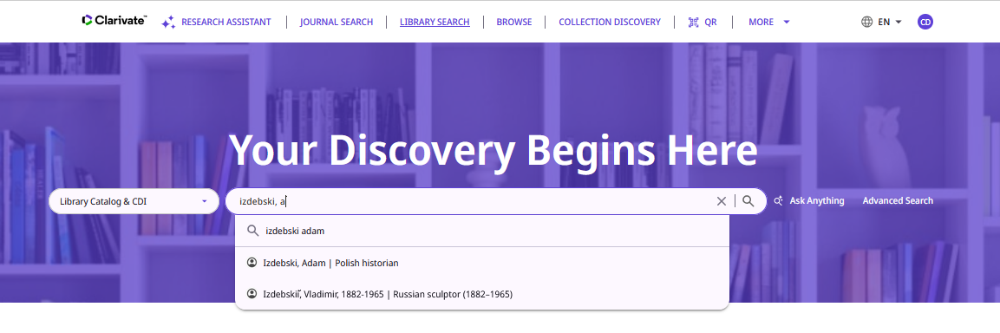 Clarivate™
RESEARCH ASSISTANT JOURNAL SEARCH LIBRARY SEARCH BROWSE COLLECTION DISCOVERY QR MORE EN CD
Your Discovery Begins Here
Library Catalog & CDI izdebski, a Ask Anything Advanced Search
izdebski adam
Izdebski, Adam | Polish historian
Izdebskiĭ, Vladimir, 1882-1965 | Russian sculptor (1882–1965)